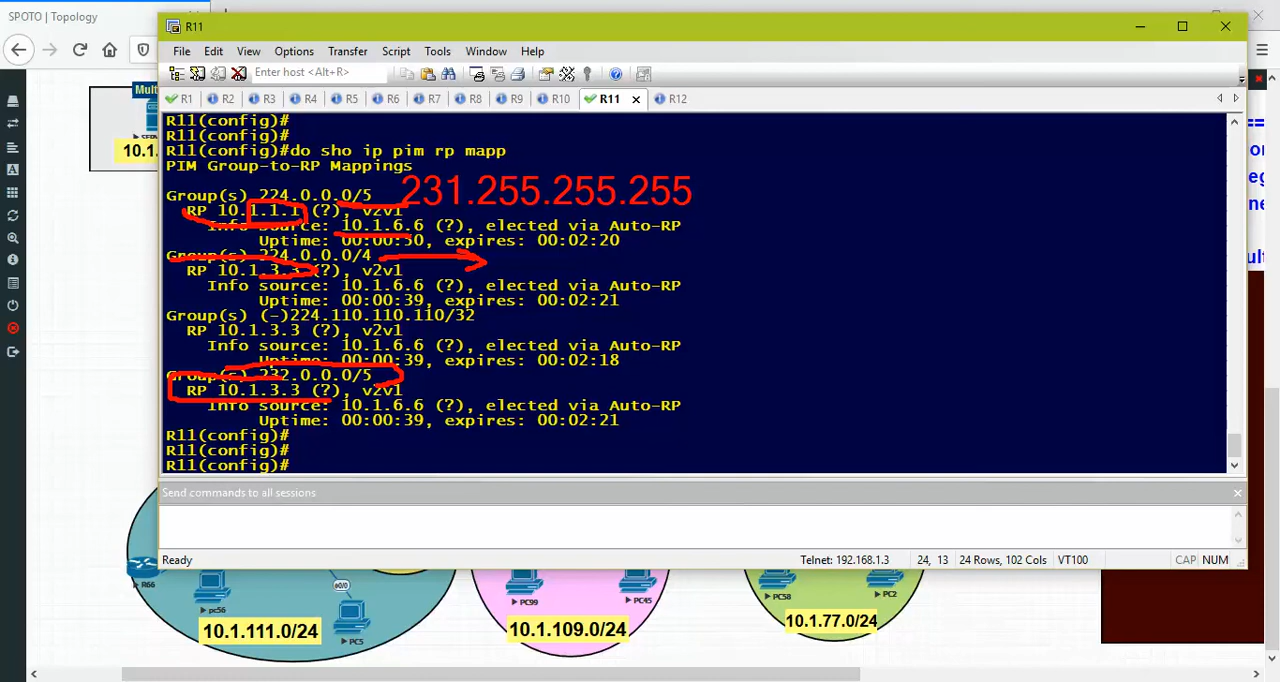 SPOTO | Topology
R11
File Edit View Options Transfer Script Tools Window Help
Enter host <Alt+R>
R1 R2 R3 R4 R5 R6 R7 R8 R9 R10 R11 R12
Mult
10.1.
R11(config)#
R11(config)#
R11(config)#do sho ip pim rp mapp
PIM Group-to-RP Mappings
Group(s) 224.0.0.0/5
231.255.255.255
RP 10.1.1.1 (?), v2v1
Info source: 10.1.6.6 (?), elected via Auto-RP
Uptime: 00:00:50, expires: 00:02:20
Group(s) 224.0.0.0/4
RP 10.1.3.3 (?), v2v1
Info source: 10.1.6.6 (?), elected via Auto-RP
Uptime: 00:00:39, expires: 00:02:21
Group(s) (-)224.110.110.110/32
RP 10.1.3.3 (?), v2v1
Info source: 10.1.6.6 (?), elected via Auto-RP
Uptime: 00:00:39, expires: 00:02:18
Group(s) 232.0.0.0/5
RP 10.1.3.3 (?), v2v1
Info source: 10.1.6.6 (?), elected via Auto-RP
Uptime: 00:00:39, expires: 00:02:21
R11(config)#
R11(config)#
R11(config)#
Send commands to all sessions
Ready Telnet: 192.168.1.3 24, 13 24 Rows, 102 Cols VT100 CAP NUM
R66 pc56 e0/0 PC5 PC99 PC45 PC58 PC2
10.1.111.0/24 10.1.109.0/24 10.1.77.0/24